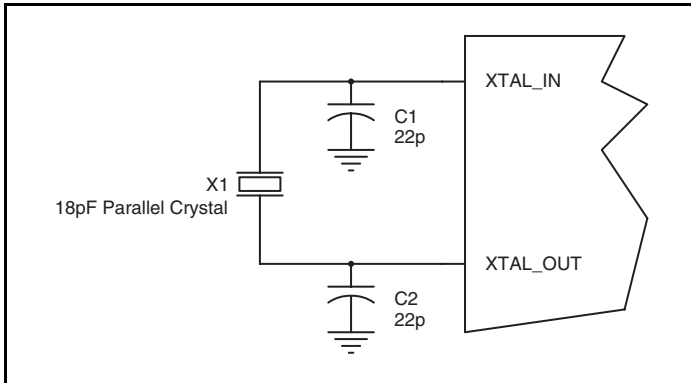 XTAL_IN
C1
22p
X1
18pF Parallel Crystal
XTAL_OUT
C2
22p